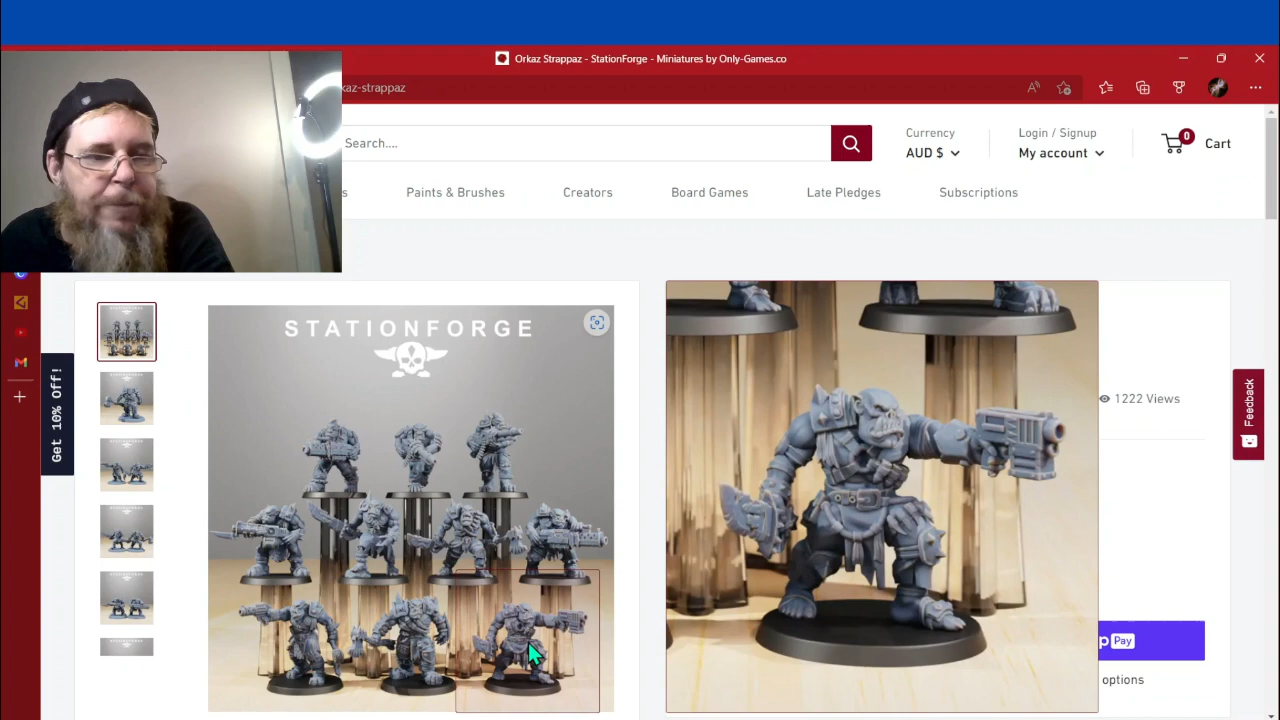 Orkaz Strappaz - StationForge - Miniatures by Only-Games.co
kaz-strappaz
Search....
Currency
AUD $
Login / Signup
My account
0
Cart
s
Paints & Brushes
Creators
Board Games
Late Pledges
Subscriptions
STATIONFORGE
Get 10% Off!
1222 Views
Feedback
Pay
options